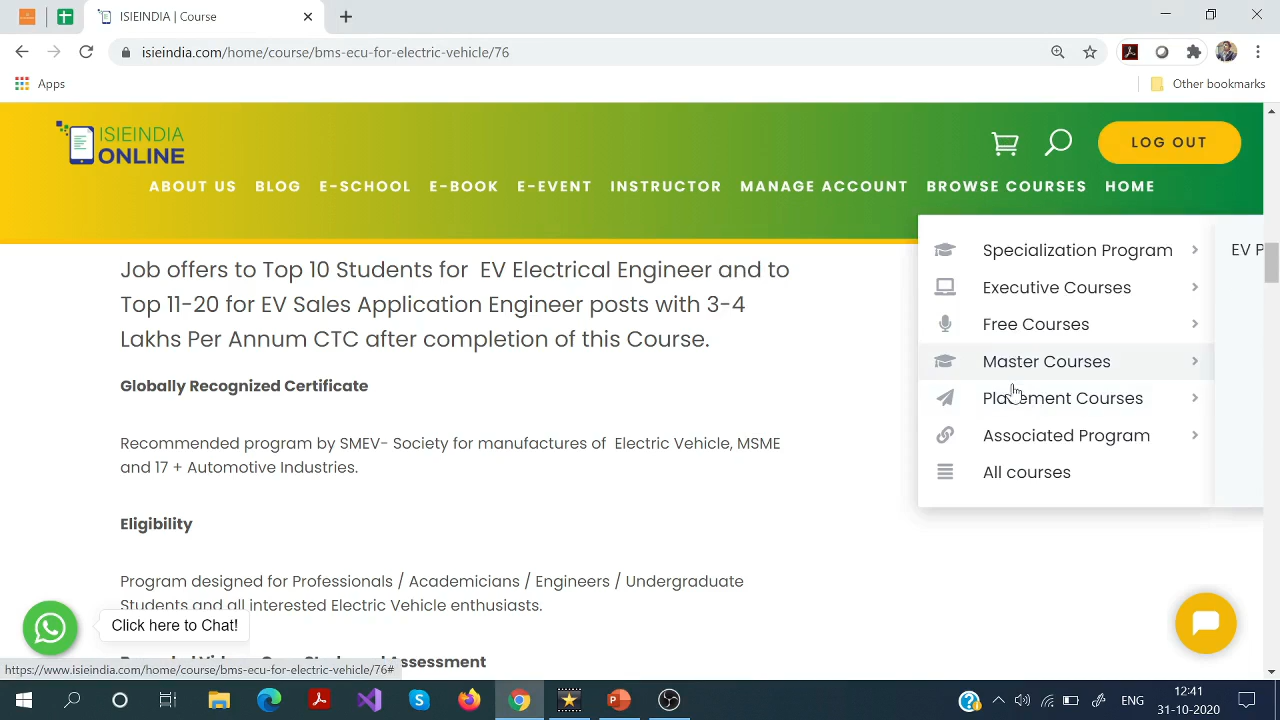 ISIEINDIA | Course
isieindia.com/home/course/bms-ecu-for-electric-vehicle/76
Apps
Other bookmarks
ISIEINDIA
ONLINE
LOG OUT
ABOUT US BLOG E-SCHOOL E-BOOK E-EVENT INSTRUCTOR MANAGE ACCOUNT BROWSE COURSES HOME
Specialization Program
EV P
Executive Courses
Free Courses
Master Courses
Placement Courses
Associated Program
All courses
Job offers to Top 10 Students for EV Electrical Engineer and to
Top 11-20 for EV Sales Application Engineer posts with 3-4
Lakhs Per Annum CTC after completion of this Course.
Globally Recognized Certificate
Recommended program by SMEV- Society for manufactures of Electric Vehicle, MSME
and 17 + Automotive Industries.
Eligibility
Program designed for Professionals / Academicians / Engineers / Undergraduate
Students and all interested Electric Vehicle enthusiasts.
Click here to Chat!
Assessment
https://www.isieindia.com/home/course/bms-ecu-for-electric-vehicle/76#
ENG
12:41
31-10-2020